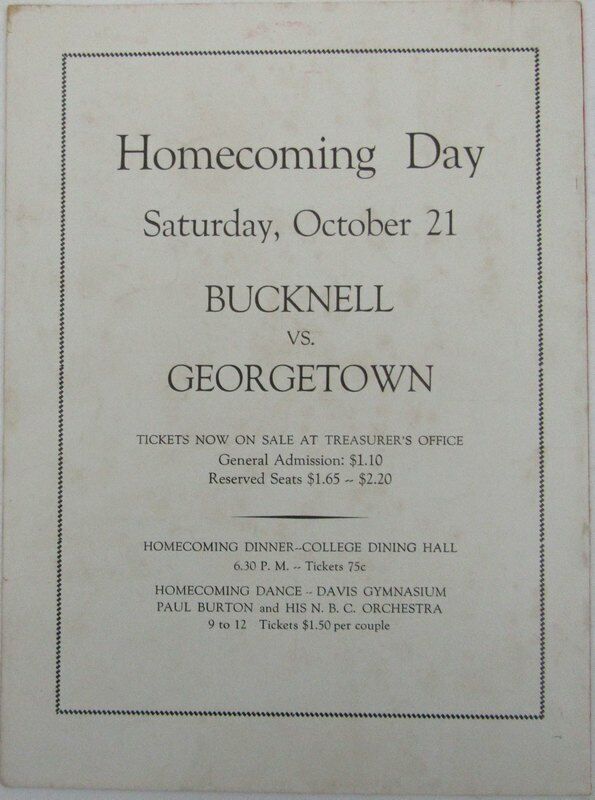 Homecoming Day
Saturday, October 21
BUCKNELL
VS.
GEORGETOWN
TICKETS NOW ON SALE AT TREASURER'S OFFICE
General Admission: $1.10
Reserved Seats $1.65 ~ $2.20
HOMECOMING DINNER--COLLEGE DINING HALL
6.30 P. M. -- Tickets 75c
HOMECOMING DANCE -- DAVIS GYMNASIUM
PAUL BURTON and HIS N. B. C. ORCHESTRA
9 to 12 Tickets $1.50 per couple